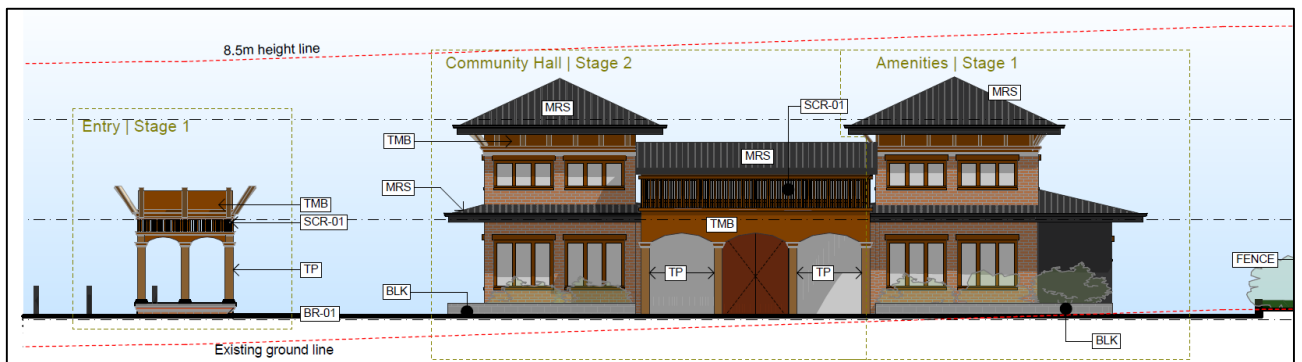 8.5m height line
Community Hall | Stage 2
Amenities | Stage 1
MRS
SCR-01
MRS
Entry | Stage 1
TMB
MRS
MRS
TMB
SCR-01
TMB
TP
TP
TP
FENCE
BLK
BR-01
BLK
Existing ground line